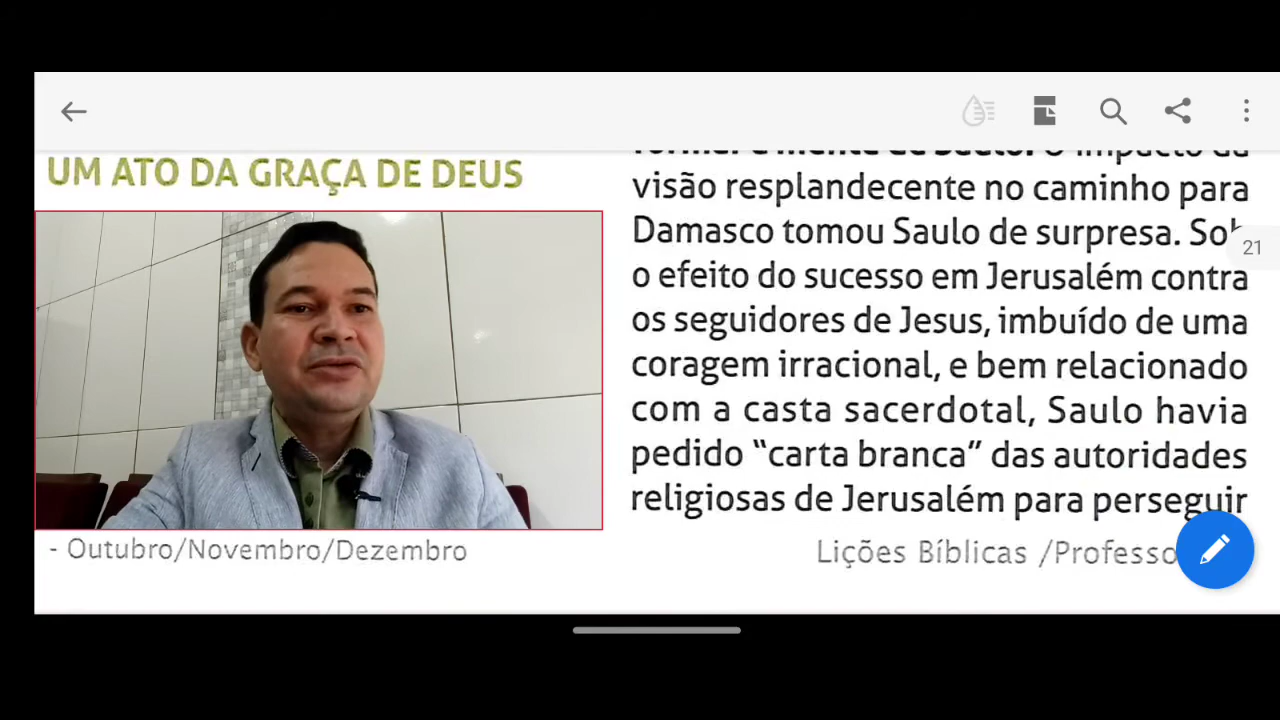 UM ATO DA GRAÇA DE DEUS
- Outubro/Novembro/Dezembro
visão resplandecente no caminho para
Damasco tomou Saulo de surpresa. Sob
o efeito do sucesso em Jerusalém contra
os seguidores de Jesus, imbuído de uma
coragem irracional, e bem relacionado
com a casta sacerdotal, Saulo havia
pedido “carta branca” das autoridades
religiosas de Jerusalém para perseguir
Lições Bíblicas /Professo
21